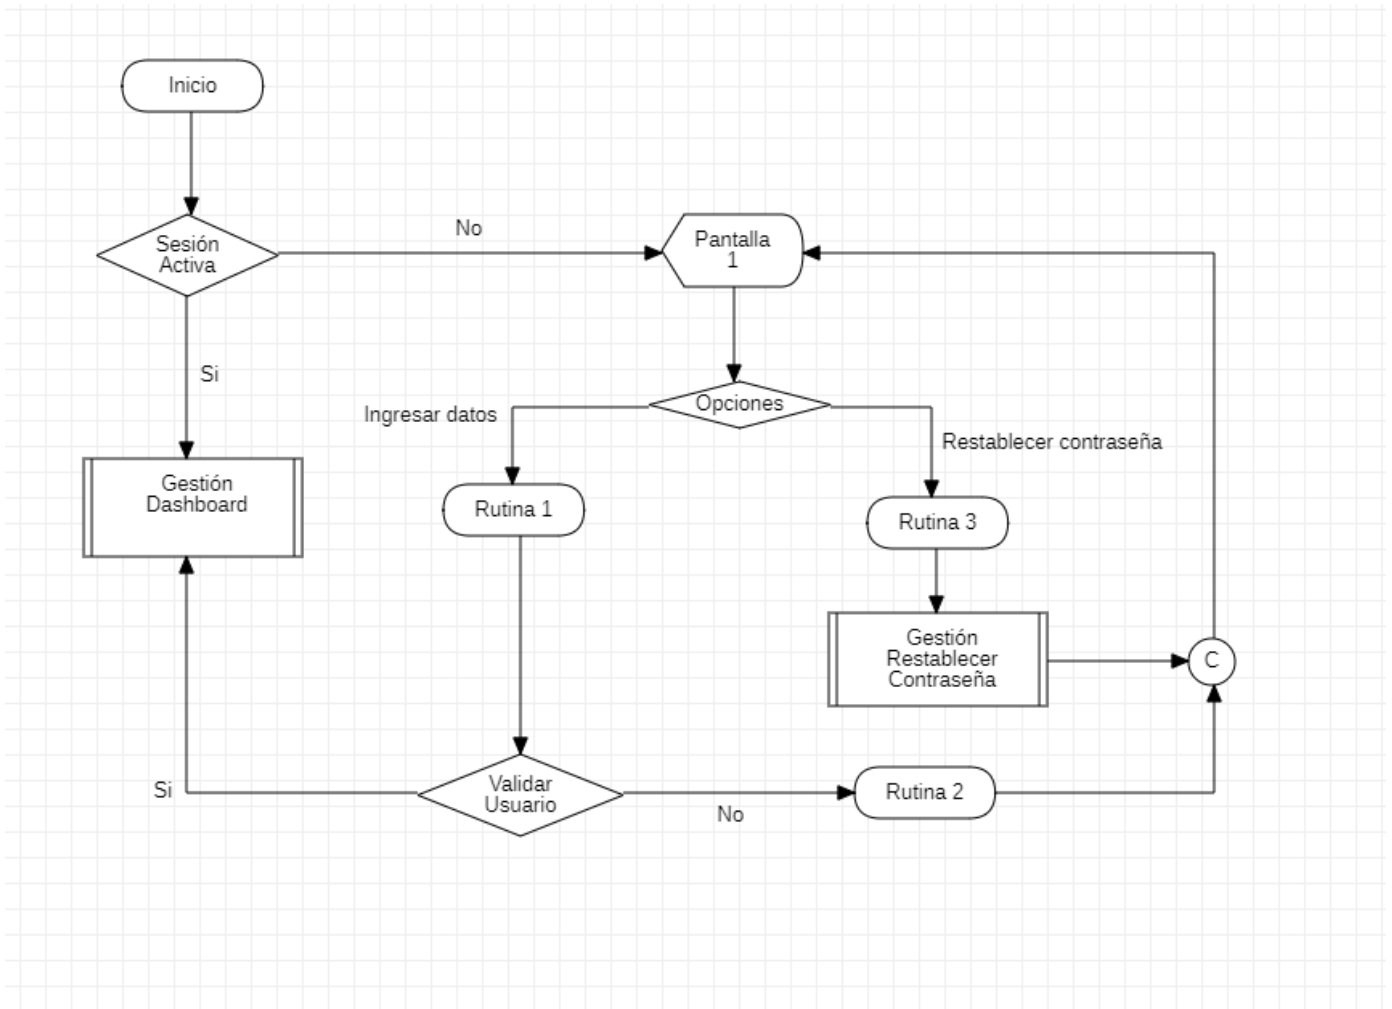 Inicio
Sesión
Activa
No
Pantalla
1
Si
Opciones
Ingresar datos
Restablecer contraseña
Gestión
Dashboard
Rutina 1
Rutina 3
Gestión
Restablecer
Contraseña
C
Validar
Usuario
Si
No
Rutina 2